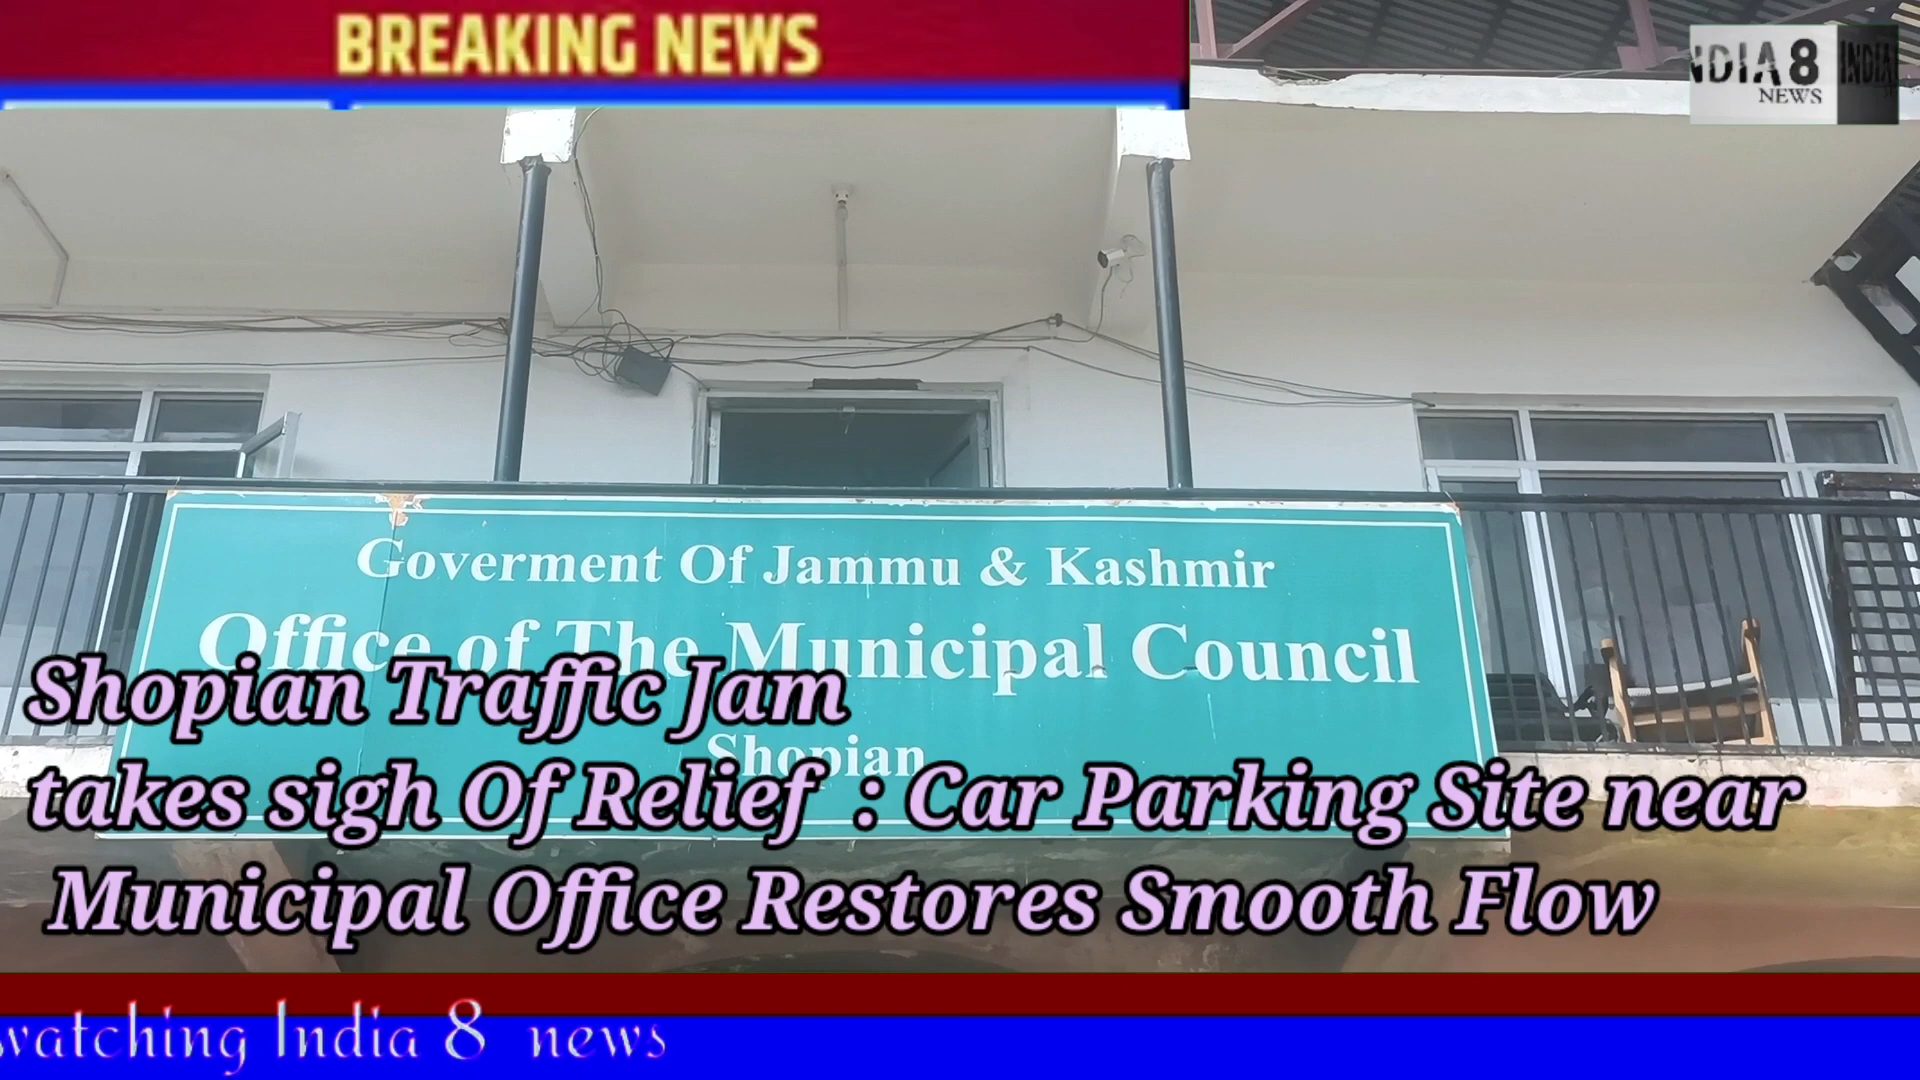 BREAKING NEWS
INDIA 8
NEWS
Goverment Of Jammu & Kashmir
Office of The Municipal Council
Shopian
Shopian Traffic Jam
takes sigh Of Relief : Car Parking Site near
Municipal Office Restores Smooth Flow
watching India 8 news